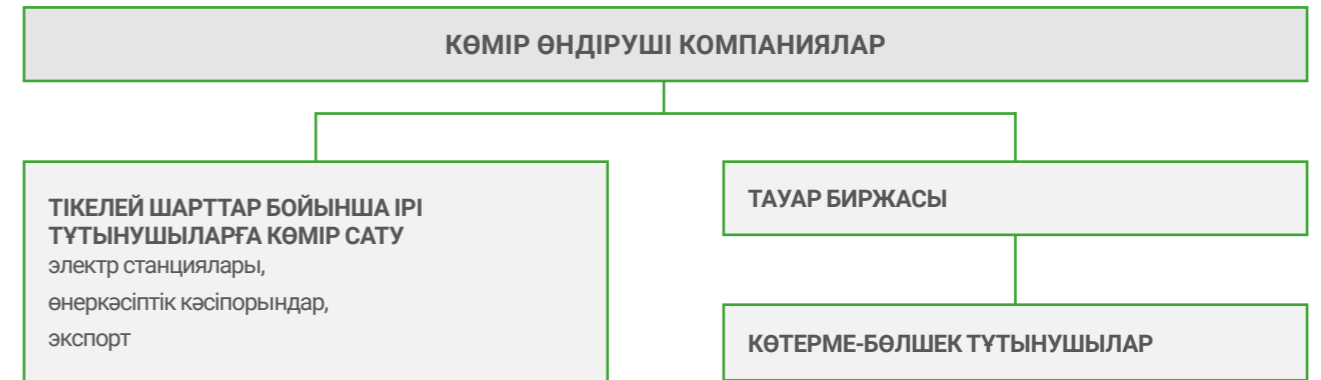 КӨМІР ӨНДІРУШІ КОМПАНИЯЛАР
ТІКЕЛЕЙ ШАРТТАР БОЙЫНША ІРІ
ТҰТЫНУШЫЛАРҒА КӨМІР САТУ
электр станциялары,
өнеркәсіптік кәсіпорындар,
экспорт
ТАУАР БИРЖАСЫ
КӨТЕРМЕ-БӨЛШЕК ТҰТЫНУШЫЛАР